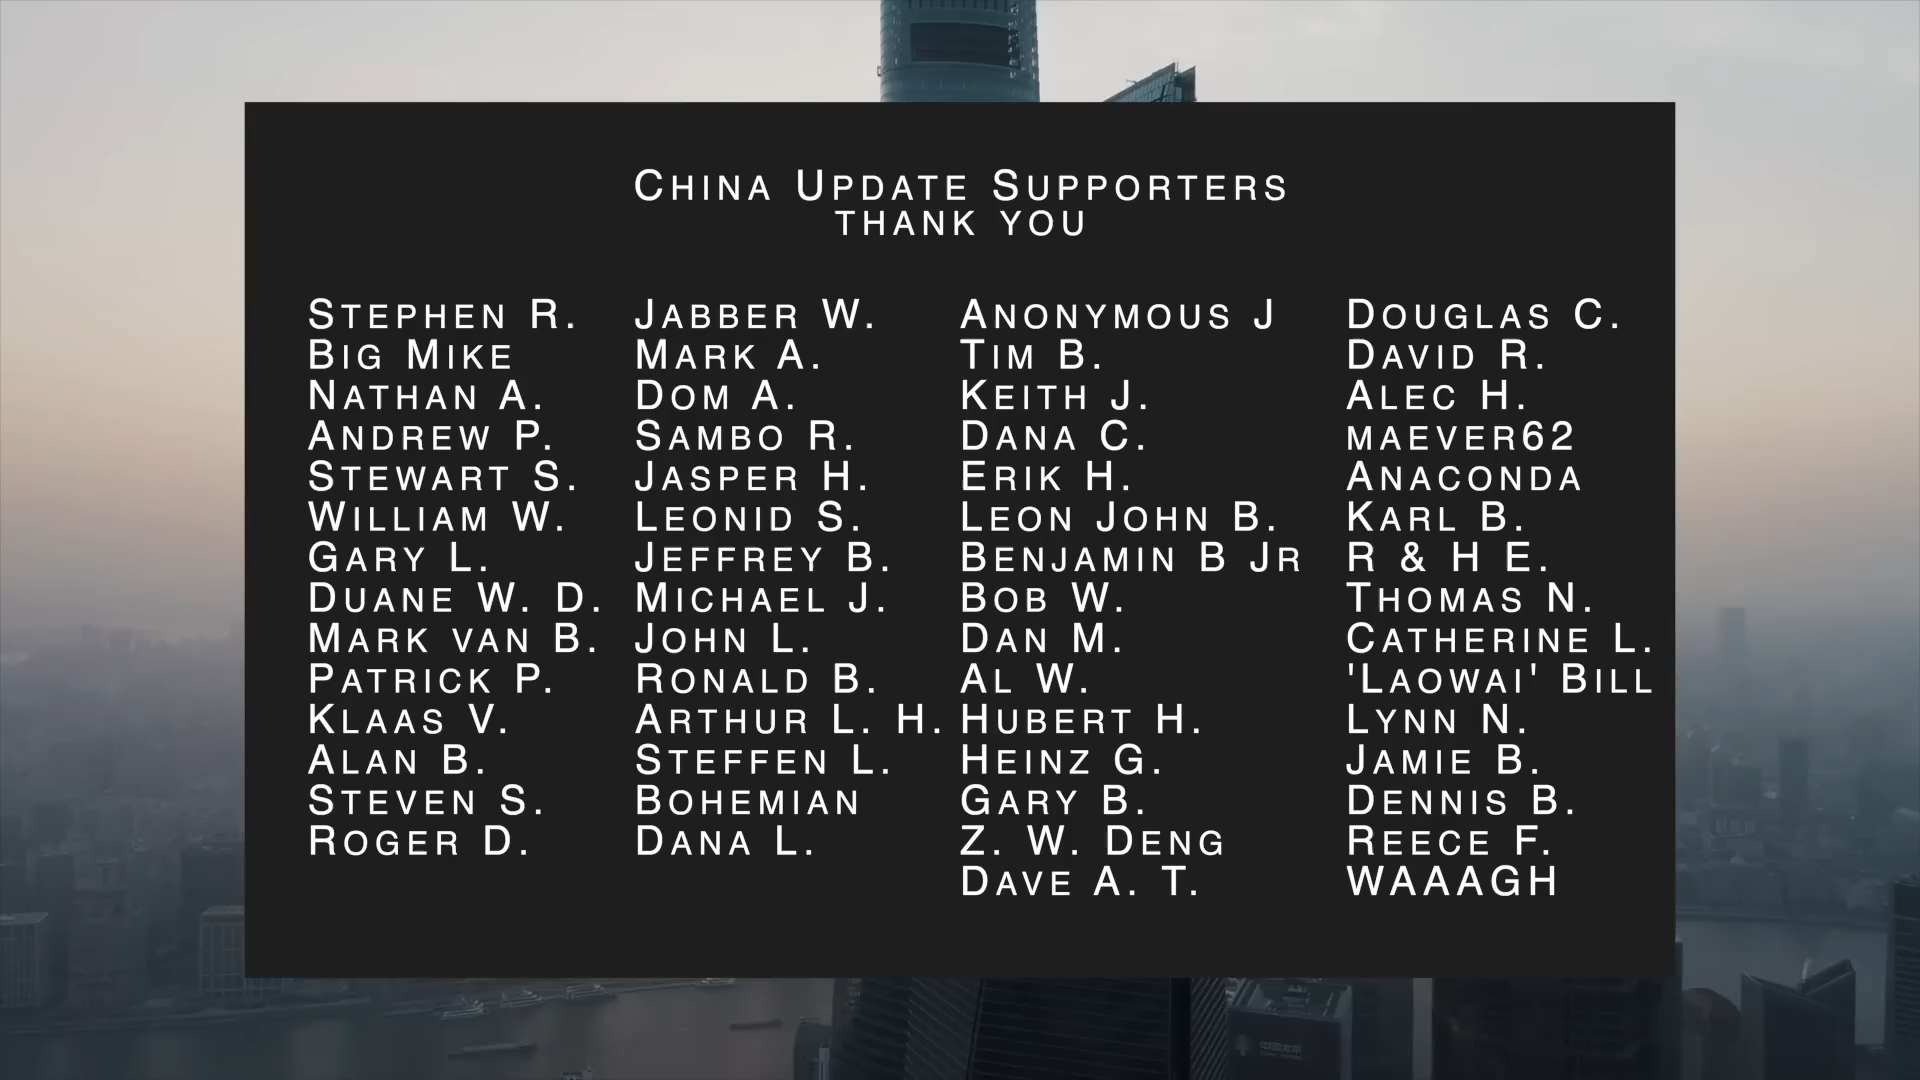 China Update Supporters
THANK YOU
Stephen R.
Big Mike
Nathan A.
Andrew P.
Stewart S.
William W.
Gary L.
Duane W. D.
Mark van B.
Patrick P.
Klaas V.
Alan B.
Steven S.
Roger D.
Jabber W.
Mark A.
Dom A.
Sambo R.
Jasper H.
Leonid S.
Jeffrey B.
Michael J.
John L.
Ronald B.
Arthur L. H.
Steffen L.
Bohemian
Dana L.
Anonymous J
Tim B.
Keith J.
Dana C.
Erik H.
Leon John B.
Benjamin B Jr
Bob W.
Dan M.
Al W.
Hubert H.
Heinz G.
Gary B.
Z. W. Deng
Dave A. T.
Douglas C.
David R.
Alec H.
maever62
Anaconda
Karl B.
R & H E.
Thomas N.
Catherine L.
'Laowai' Bill
Lynn N.
Jamie B.
Dennis B.
Reece F.
WAAAGH